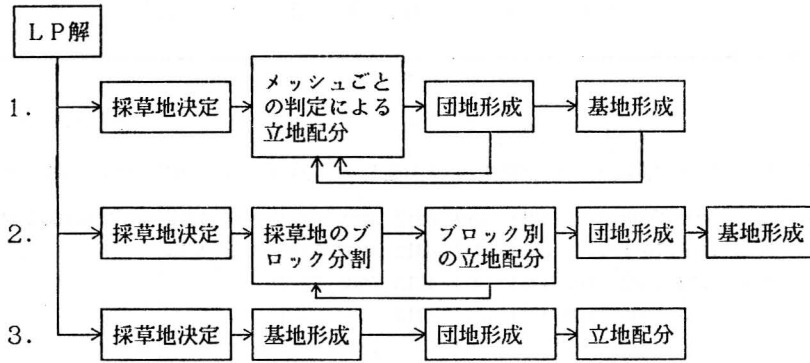 ＬＰ解
1.
採草地決定
メッシュごと
の判定による
立地配分
団地形成
基地形成
2.
採草地決定
採草地のブ
ロック分割
ブロック別
の立地配分
団地形成
基地形成
3.
採草地決定
基地形成
団地形成
立地配分